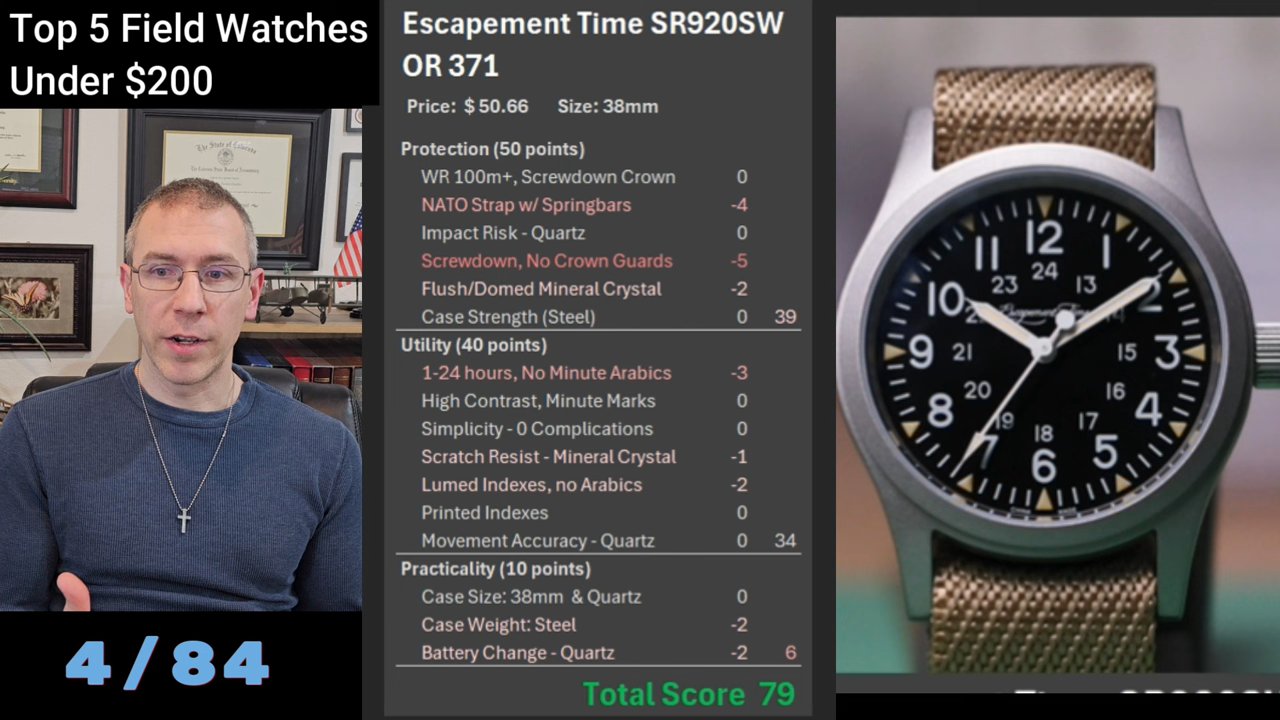 Top 5 Field Watches
Under $200
The State of Colorado
4/84
Escapement Time SR920SW
OR 371
Price: $ 50.66 Size: 38mm
Protection (50 points)
WR 100m+, Screwdown Crown 0
NATO Strap w/ Springbars -4
Impact Risk - Quartz 0
Screwdown, No Crown Guards -5
Flush/Domed Mineral Crystal -2
Case Strength (Steel) 0 39
Utility (40 points)
1-24 hours, No Minute Arabics -3
High Contrast, Minute Marks 0
Simplicity - 0 Complications 0
Scratch Resist - Mineral Crystal -1
Lumed Indexes, no Arabics -2
Printed Indexes 0
Movement Accuracy - Quartz 0 34
Practicality (10 points)
Case Size: 38mm & Quartz 0
Case Weight: Steel -2
Battery Change - Quartz -2 6
Total Score 79
11 12 1
23 24 13
10 2
Escapement Time
9 21 15 3
20 16
8 4
19 18 17
7 6 5